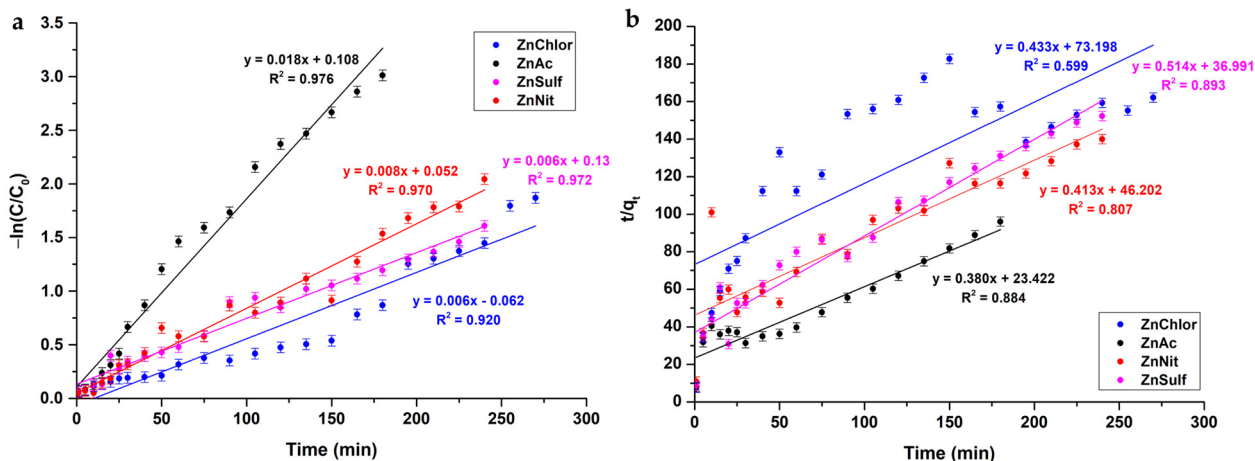 a
3.5
3.0
2.5
2.0
1.5
1.0
0.5
0.0
–ln(C/C₀)
0
50
100
150
200
250
300
Time (min)
ZnChlor
ZnAc
ZnSulf
ZnNit
y = 0.018x + 0.108
R² = 0.976
y = 0.008x + 0.052
R² = 0.970
y = 0.006x + 0.13
R² = 0.972
y = 0.006x - 0.062
R² = 0.920
b
200
180
160
140
120
100
80
60
40
20
0
t/qₜ
0
50
100
150
200
250
300
Time (min)
y = 0.433x + 73.198
R² = 0.599
y = 0.514x + 36.991
R² = 0.893
y = 0.413x + 46.202
R² = 0.807
y = 0.380x + 23.422
R² = 0.884
ZnChlor
ZnAc
ZnNit
ZnSulf